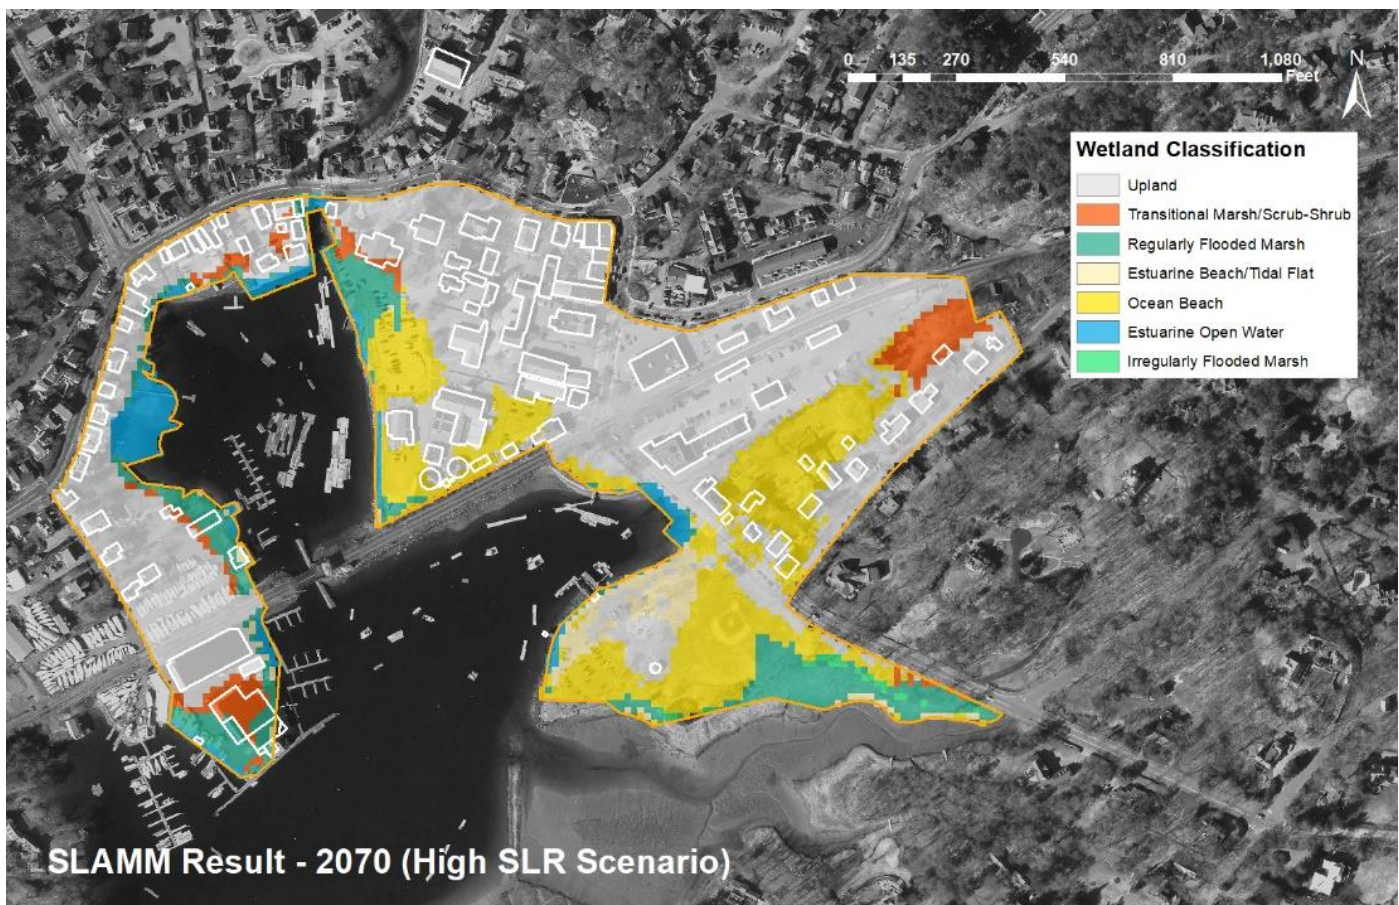 0 135 270 540 810 1,080
Feet
N
Wetland Classification
Upland
Transitional Marsh/Scrub-Shrub
Regularly Flooded Marsh
Estuarine Beach/Tidal Flat
Ocean Beach
Estuarine Open Water
Irregularly Flooded Marsh
SLAMM Result - 2070 (High SLR Scenario)